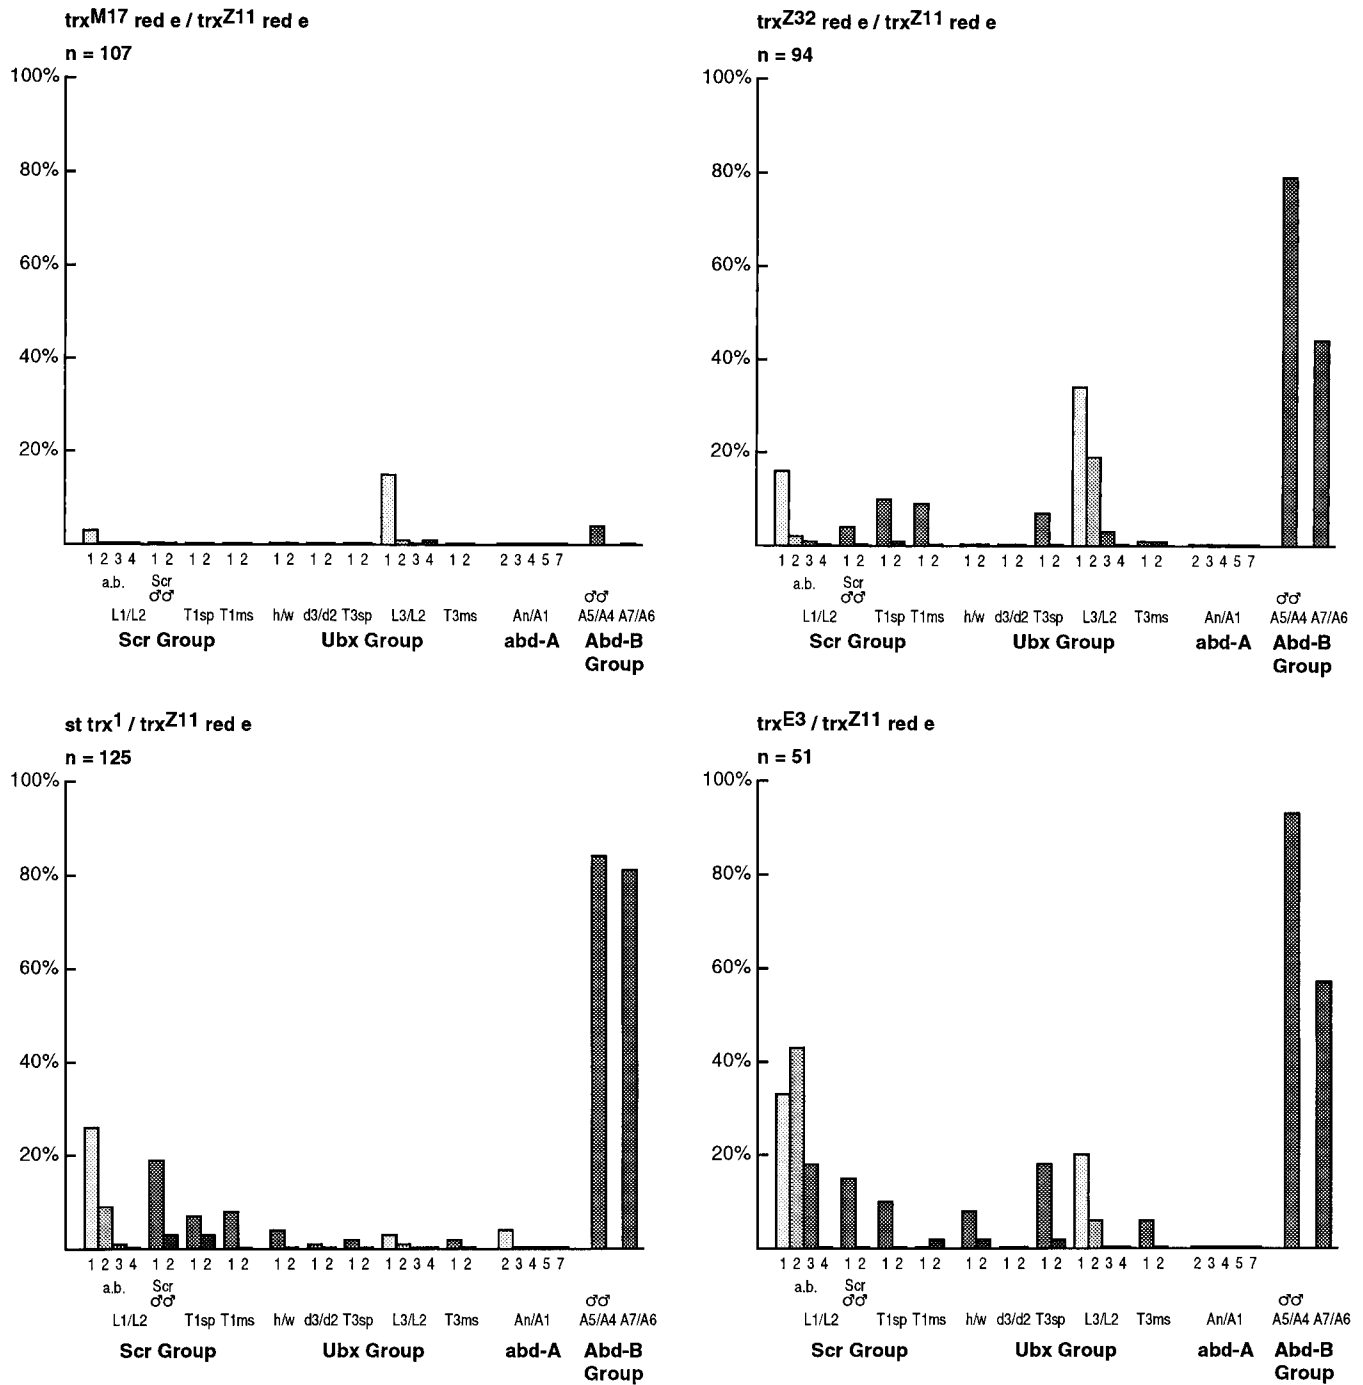 trxM17 red e / trxZ11 red e
n = 107
100%
80%
60%
40%
20%
1 2 3 4 1 2 1 2 1 2 1 2 1 2 1 2 1 2 3 4 1 2 2 3 4 5 7
a.b. Scr
♂♂ ♂♂
L1/L2 T1sp T1ms h/w d3/d2 T3sp L3/L2 T3ms An/A1 A5/A4 A7/A6
Scr Group Ubx Group abd-A Abd-B
Group
trxZ32 red e / trxZ11 red e
n = 94
100%
80%
60%
40%
20%
1 2 3 4 1 2 1 2 1 2 1 2 1 2 1 2 1 2 3 4 1 2 2 3 4 5 7
a.b. Scr
♂♂ ♂♂
L1/L2 T1sp T1ms h/w d3/d2 T3sp L3/L2 T3ms An/A1 A5/A4 A7/A6
Scr Group Ubx Group abd-A Abd-B
Group
st trx1 / trxZ11 red e
n = 125
100%
80%
60%
40%
20%
1 2 3 4 1 2 1 2 1 2 1 2 1 2 1 2 1 2 3 4 1 2 2 3 4 5 7
a.b. Scr
♂♂ ♂♂
L1/L2 T1sp T1ms h/w d3/d2 T3sp L3/L2 T3ms An/A1 A5/A4 A7/A6
Scr Group Ubx Group abd-A Abd-B
Group
trxE3 / trxZ11 red e
n = 51
100%
80%
60%
40%
20%
1 2 3 4 1 2 1 2 1 2 1 2 1 2 1 2 1 2 3 4 1 2 2 3 4 5 7
a.b. Scr
♂♂ ♂♂
L1/L2 T1sp T1ms h/w d3/d2 T3sp L3/L2 T3ms An/A1 A5/A4 A7/A6
Scr Group Ubx Group abd-A Abd-B
Group